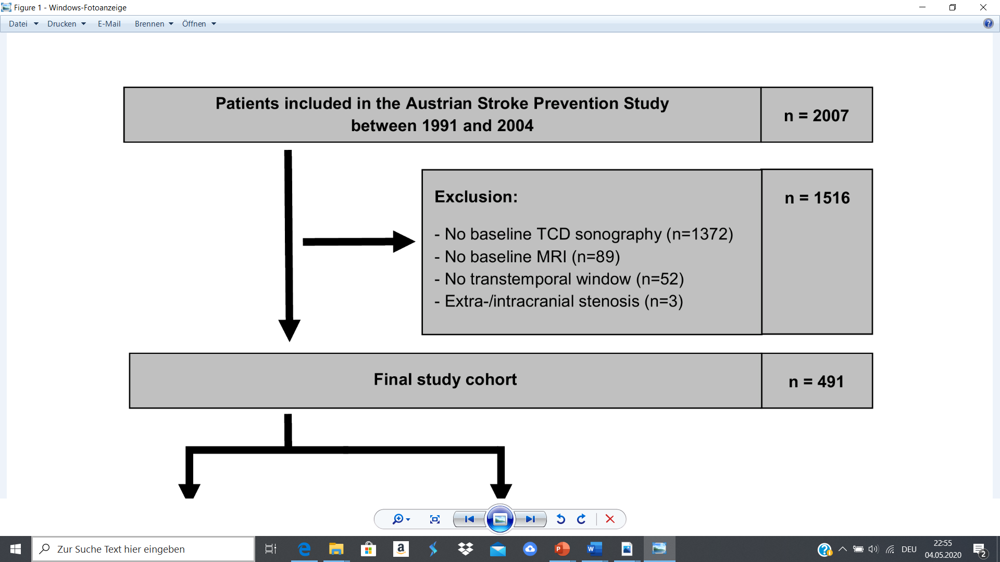 Figure 1 - Windows-Fotoanzeige
Datei Drucken E-Mail Brennen Öffnen
Patients included in the Austrian Stroke Prevention Study
between 1991 and 2004
n = 2007
Exclusion:
n = 1516
- No baseline TCD sonography (n=1372)
- No baseline MRI (n=89)
- No transtemporal window (n=52)
- Extra-/intracranial stenosis (n=3)
Final study cohort
n = 491
Zur Suche Text hier eingeben
DEU
22:55
04.05.2020
2